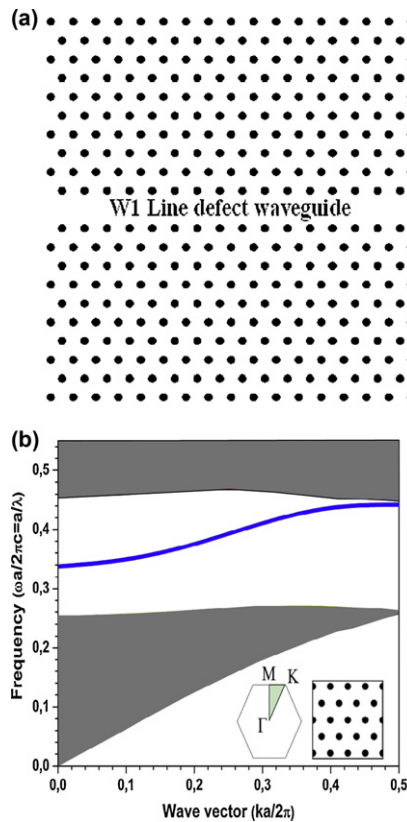 (a)
W1 Line defect waveguide
(b)
Frequency (ωa/2πc=a/λ)
0,5
0,4
0,3
0,2
0,1
0,0
M
K
Γ
0,0 0,1 0,2 0,3 0,4 0,5
Wave vector (ka/2π)